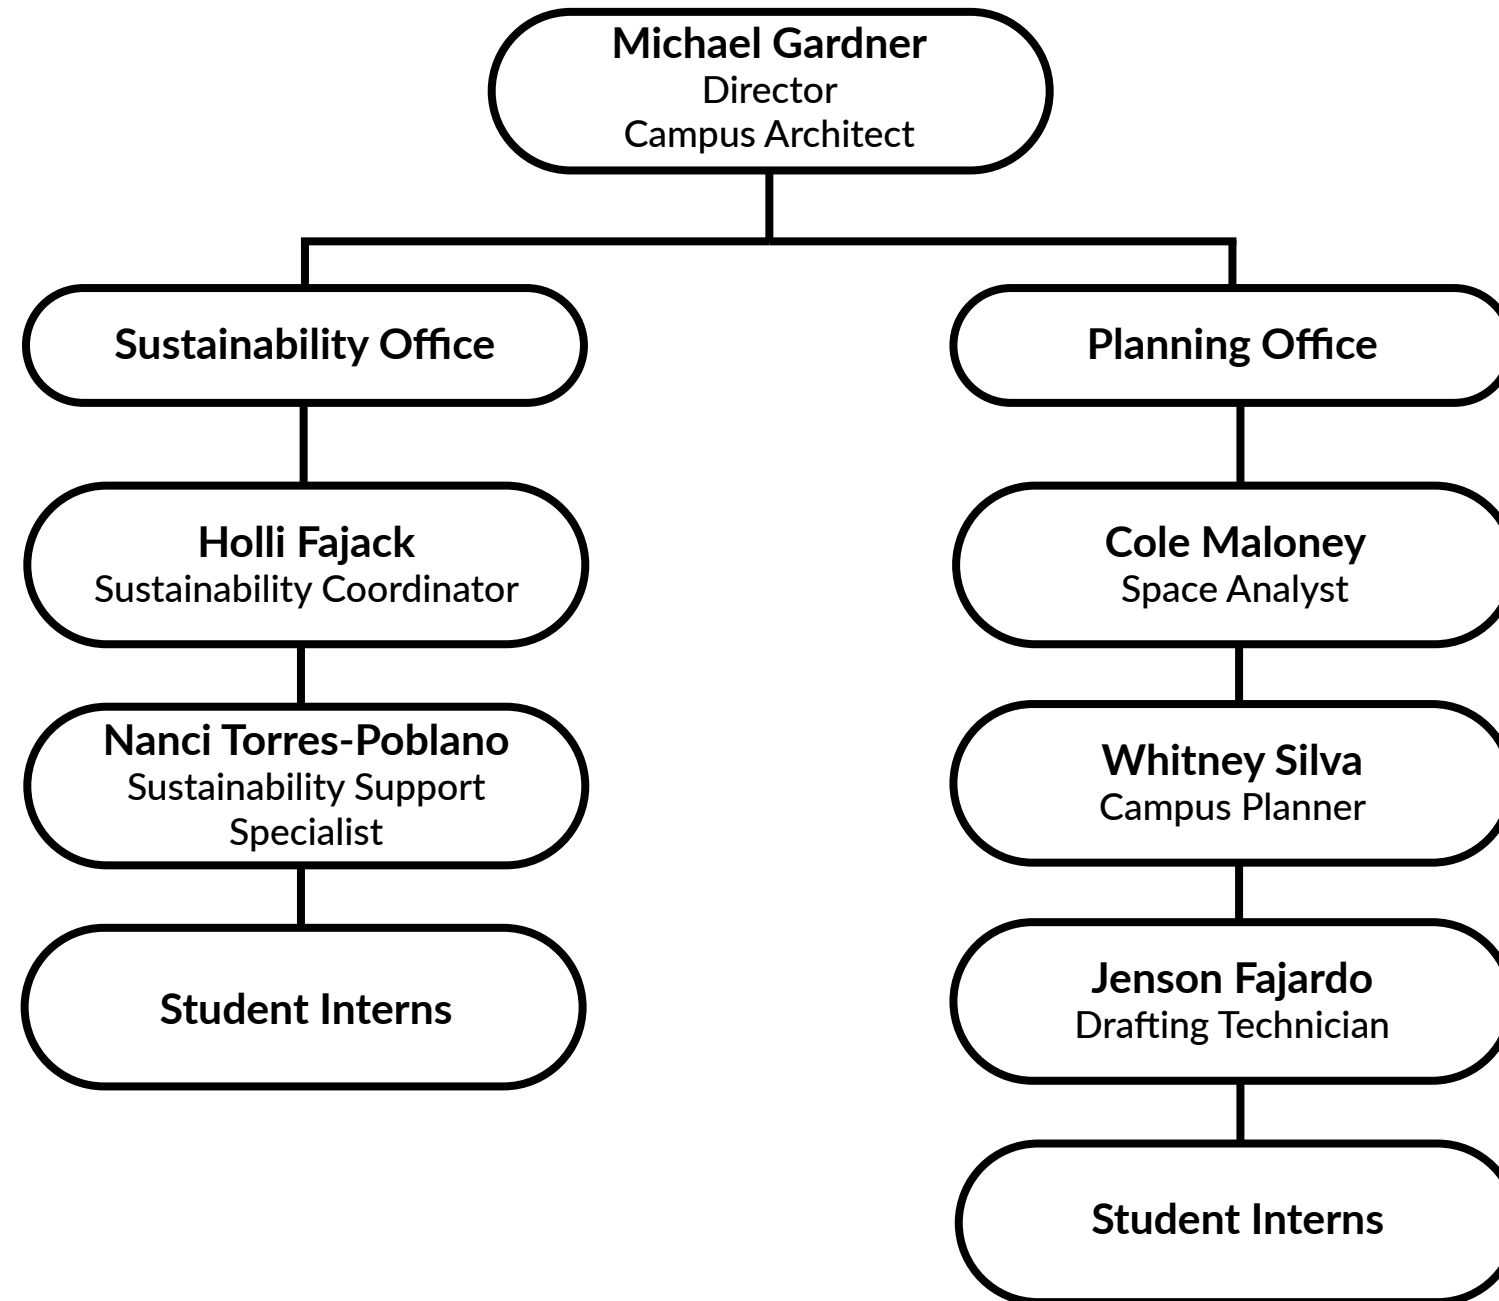 Michael Gardner
Director
Campus Architect
Sustainability Office
Planning Office
Holli Fajack
Sustainability Coordinator
Cole Maloney
Space Analyst
Nanci Torres-Poblano
Sustainability Support
Specialist
Whitney Silva
Campus Planner
Student Interns
Jenson Fajardo
Drafting Technician
Student Interns